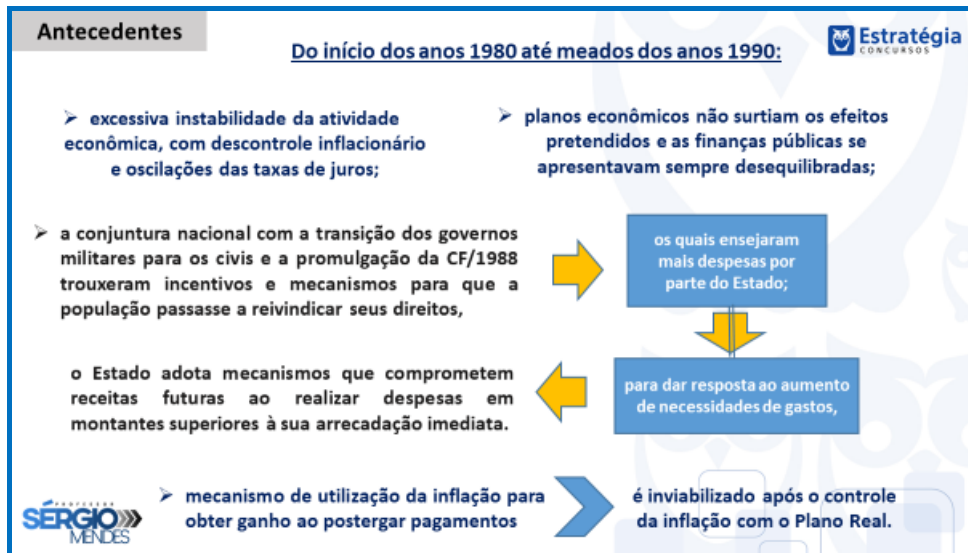 Antecedentes
Estratégia
CONCURSOS
Do início dos anos 1980 até meados dos anos 1990:
➢ excessiva instabilidade da atividade
econômica, com descontrole inflacionário
e oscilações das taxas de juros;
➢ planos econômicos não surtiam os efeitos
pretendidos e as finanças públicas se
apresentavam sempre desequilibradas;
➢ a conjuntura nacional com a transição dos governos
militares para os civis e a promulgação da CF/1988
trouxeram incentivos e mecanismos para que a
população passasse a reivindicar seus direitos,
os quais ensejaram
mais despesas por
parte do Estado;
para dar resposta ao aumento
de necessidades de gastos,
o Estado adota mecanismos que comprometem
receitas futuras ao realizar despesas em
montantes superiores à sua arrecadação imediata.
➢ mecanismo de utilização da inflação para
obter ganho ao postergar pagamentos
é inviabilizado após o controle
da inflação com o Plano Real.
PROFESSOR
SÉRGIO
MENDES